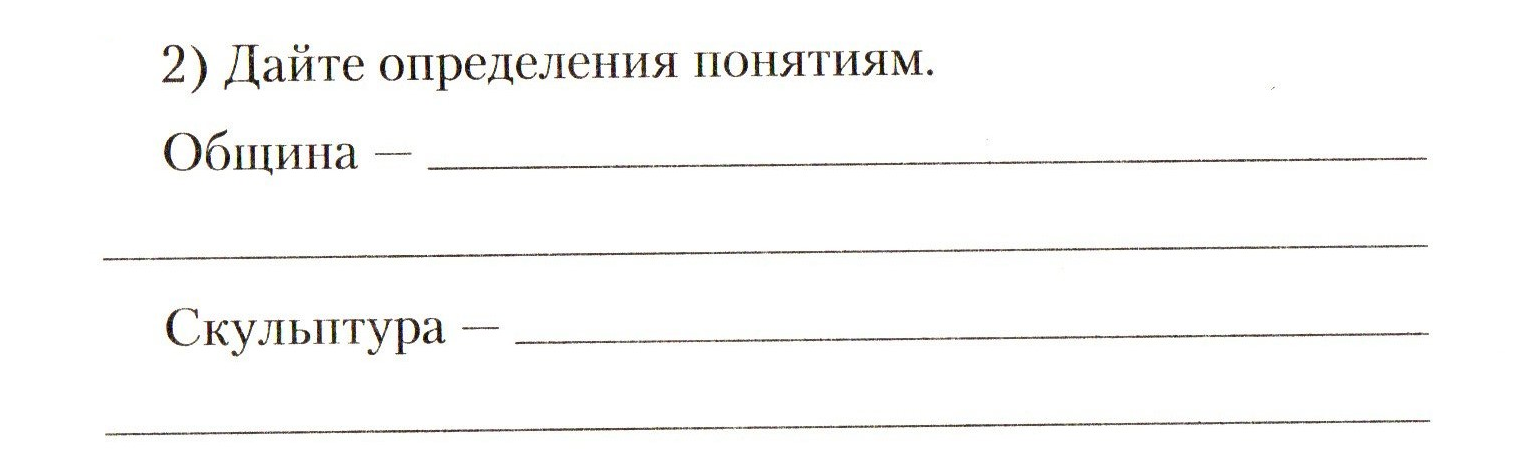 2) Дайте определения понятиям.
Община —
Скульптура —